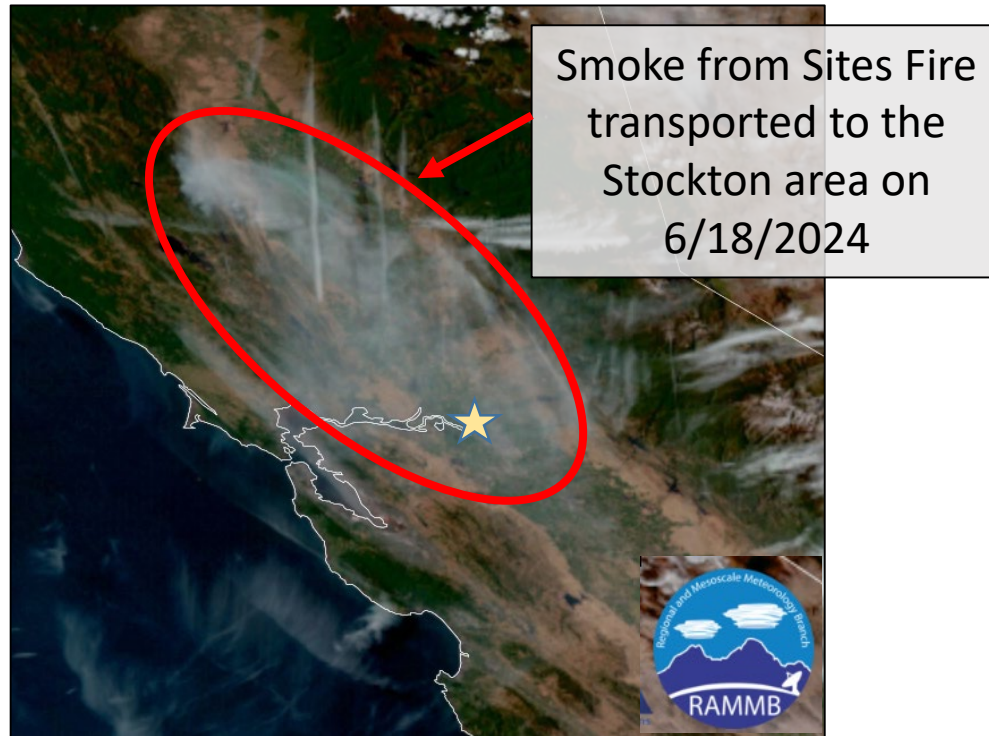 Smoke from Sites Fire
transported to the
Stockton area on
6/18/2024
Regional and Mesoscale Meteorology Branch
RAMMB